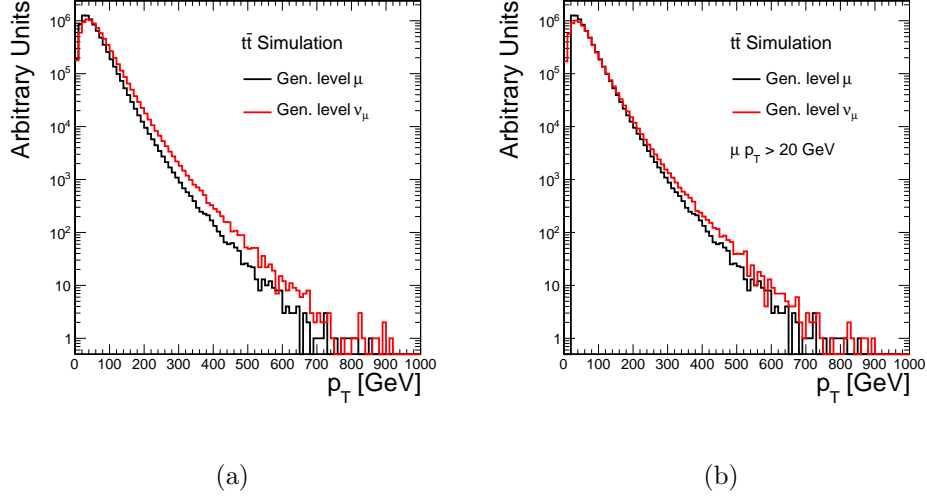 Arbitrary Units
10⁶
10⁵
10⁴
10³
10²
10
1
tt̄ Simulation
Gen. level μ
Gen. level ν_μ
0 100 200 300 400 500 600 700 800 900 1000
p_T [GeV]
(a)
Arbitrary Units
10⁶
10⁵
10⁴
10³
10²
10
1
tt̄ Simulation
Gen. level μ
Gen. level ν_μ
μ p_T > 20 GeV
0 100 200 300 400 500 600 700 800 900 1000
p_T [GeV]
(b)